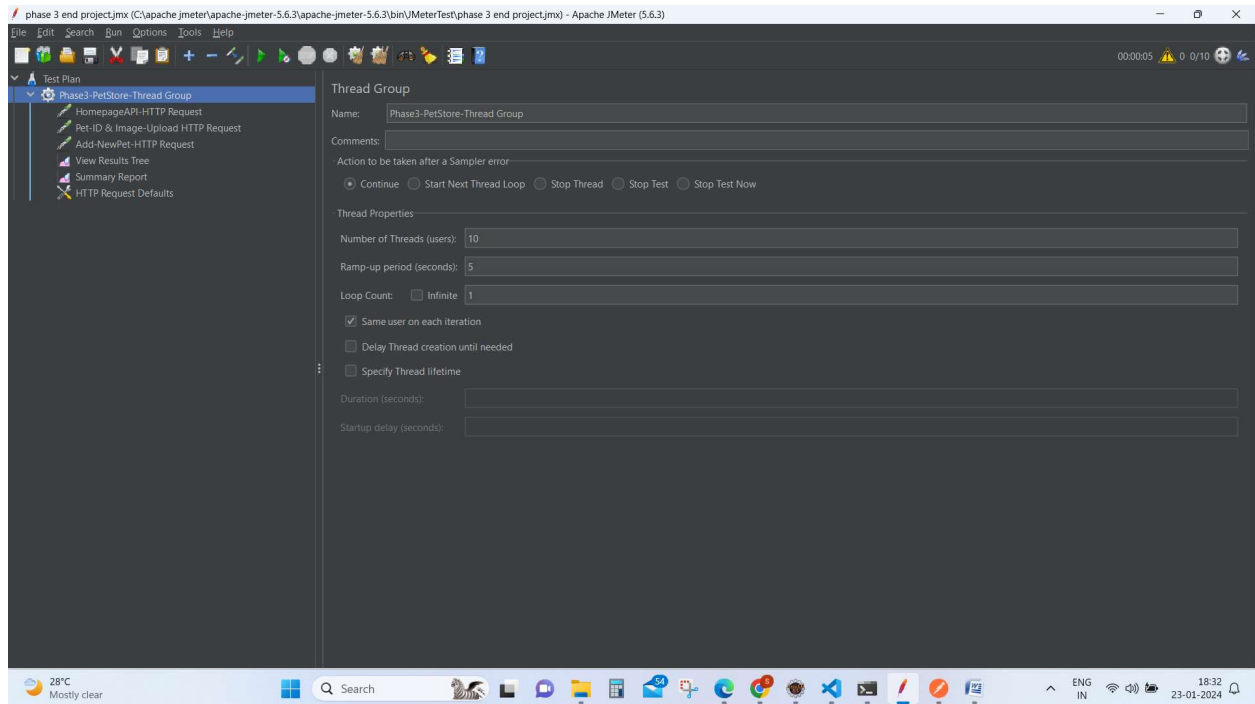 phase 3 end project.jmx (C:\apache jmeter\apache-jmeter-5.6.3\apache-jmeter-5.6.3\bin\JMeterTest\phase 3 end project.jmx) - Apache JMeter (5.6.3)
File Edit Search Run Options Tools Help
00:00:05 0 0/10
Test Plan
Phase3-PetStore-Thread Group
HomepageAPI-HTTP Request
Pet-ID & Image-Upload HTTP Request
Add-NewPet-HTTP Request
View Results Tree
Summary Report
HTTP Request Defaults
Thread Group
Name: Phase3-PetStore-Thread Group
Comments:
Action to be taken after a Sampler error
Continue Start Next Thread Loop Stop Thread Stop Test Stop Test Now
Thread Properties
Number of Threads (users): 10
Ramp-up period (seconds): 5
Loop Count: Infinite 1
Same user on each iteration
Delay Thread creation until needed
Specify Thread lifetime
Duration (seconds):
Startup delay (seconds):
28°C
Mostly clear
Search
54
ENG
IN
18:32
23-01-2024